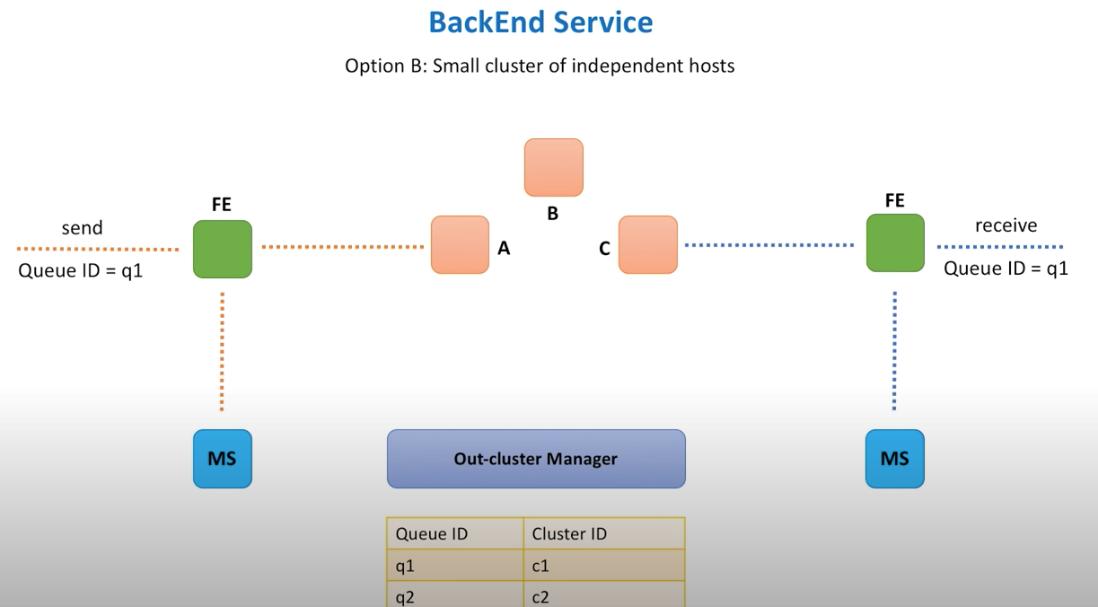 BackEnd Service
Option B: Small cluster of independent hosts
B
FE
send
Queue ID = q1
A
C
FE
receive
Queue ID = q1
MS
Out-cluster Manager
MS
Queue ID Cluster ID
q1 c1
q2 c2